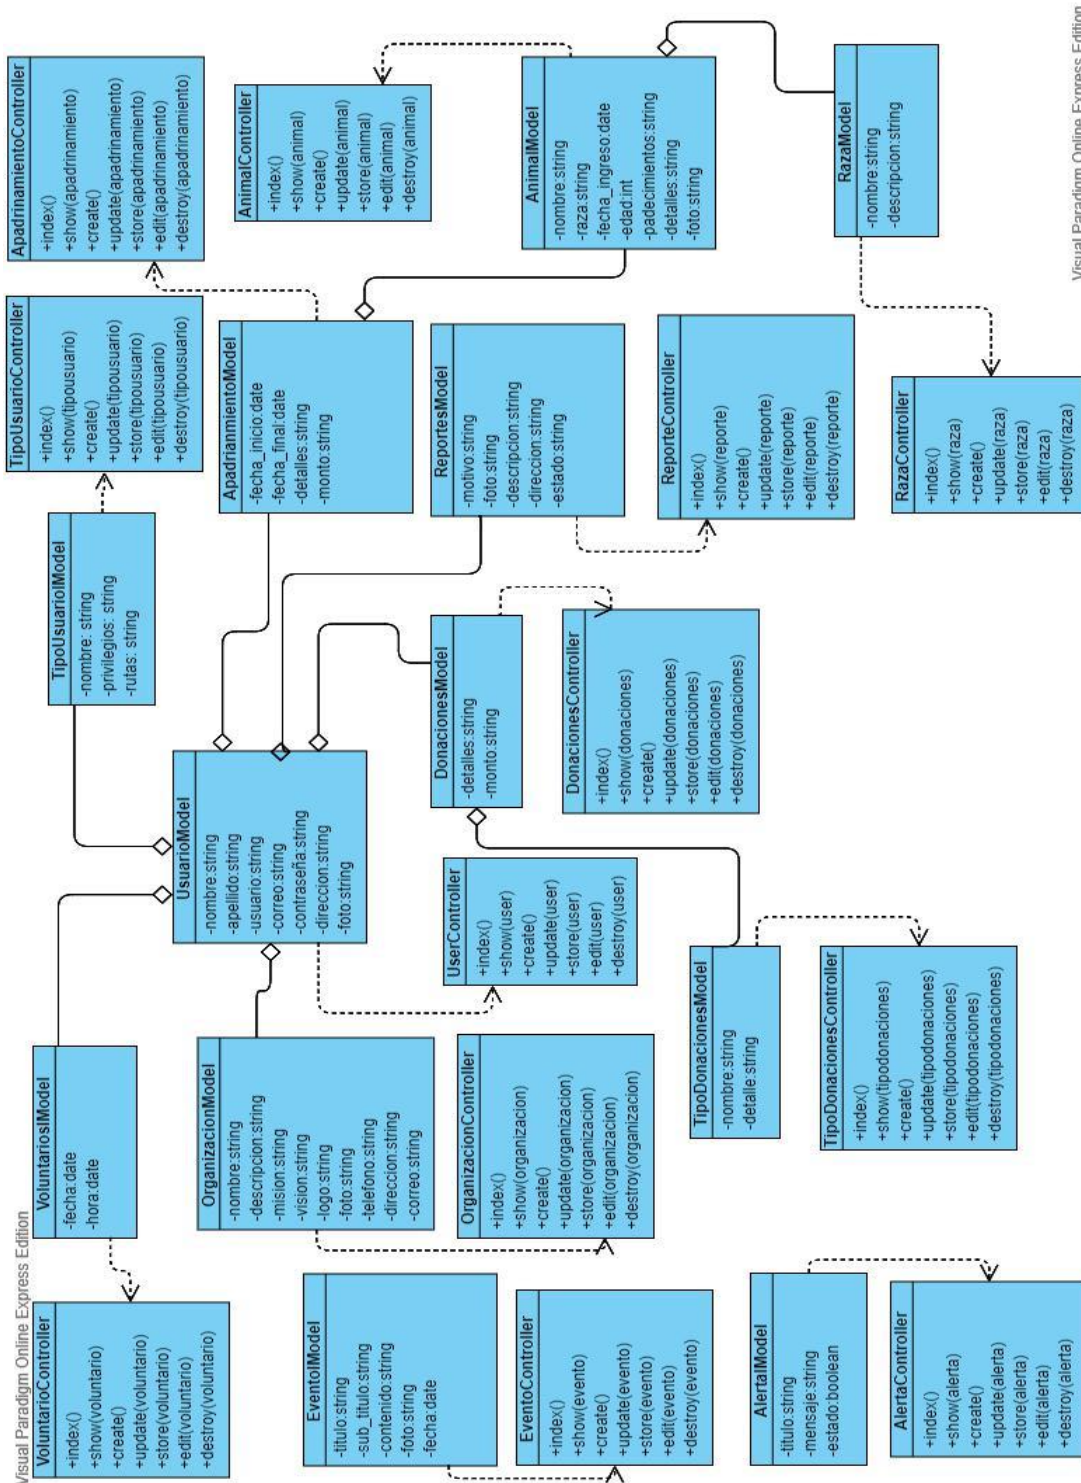 Visual Paradigm Online Express Edition
VoluntarioController
+index()
+show(voluntario)
+create()
+update(voluntario)
+store(voluntario)
+edit(voluntario)
+destroy(voluntario)
VoluntariosIModel
-fecha:date
-hora:date
TipoUsuarioIModel
-nombre: string
-privilegios: string
-rutas: string
TipoUsuarioController
+index()
+show(tipousuario)
+create()
+update(tipousuario)
+store(tipousuario)
+edit(tipousuario)
+destroy(tipousuario)
ApadrinamientoController
+index()
+show(apadrinamiento)
+create()
+update(apadrinamiento)
+store(apadrinamiento)
+edit(apadrinamiento)
+destroy(apadrinamiento)
UsuarioModel
-nombre:string
-apellido:string
-usuario:string
-correo:string
-contraseña:string
-direccion:string
-foto:string
OrganizacionModel
-nombre:string
-descripcion:string
-mision:string
-vision:string
-logo:string
-foto:string
-telefono:string
-direccion:string
-correo:string
ApadrianmientoModel
-fecha_inicio:date
-fecha_final:date
-detalles:string
-monto:string
AnimalController
+index()
+show(animal)
+create()
+update(animal)
+store(animal)
+edit(animal)
+destroy(animal)
EventoIModel
-titulo:string
-sub_titulo:string
-contenido:string
-foto:string
-fecha:date
OrganizacionController
+index()
+show(organizacion)
+create()
+update(organizacion)
+store(organizacion)
+edit(organizacion)
+destroy(organizacion)
UserController
+index()
+show(user)
+create()
+update(user)
+store(user)
+edit(user)
+destroy(user)
DonacionesModel
-detalles:string
-monto:string
ReportesModel
-motivo:string
-foto:string
-descripcion:string
-direccion:string
-estado:string
AnimalModel
-nombre:string
-raza:string
-fecha_ingreso:date
-edad:int
-padecimientos:string
-detalles:string
-foto:string
EventoController
+index()
+show(evento)
+create()
+update(evento)
+store(evento)
+edit(evento)
+destroy(evento)
DonacionesController
+index()
+show(donaciones)
+create()
+update(donaciones)
+store(donaciones)
+edit(donaciones)
+destroy(donaciones)
ReporteController
+index()
+show(reporte)
+create()
+update(reporte)
+store(reporte)
+edit(reporte)
+destroy(reporte)
TipoDonacionesModel
-nombre:string
-detalle:string
AlertaIModel
-titulo:string
-mensaje:string
-estado:boolean
TipoDonacionesController
+index()
+show(tipodonaciones)
+create()
+update(tipodonaciones)
+store(tipodonaciones)
+edit(tipodonaciones)
+destroy(tipodonaciones)
RazaModel
-nombre:string
-descripcion:string
AlertaController
+index()
+show(alerta)
+create()
+update(alerta)
+store(alerta)
+edit(alerta)
+destroy(alerta)
RazaController
+index()
+show(raza)
+create()
+update(raza)
+store(raza)
+edit(raza)
+destroy(raza)
Visual Paradigm Online Express Edition